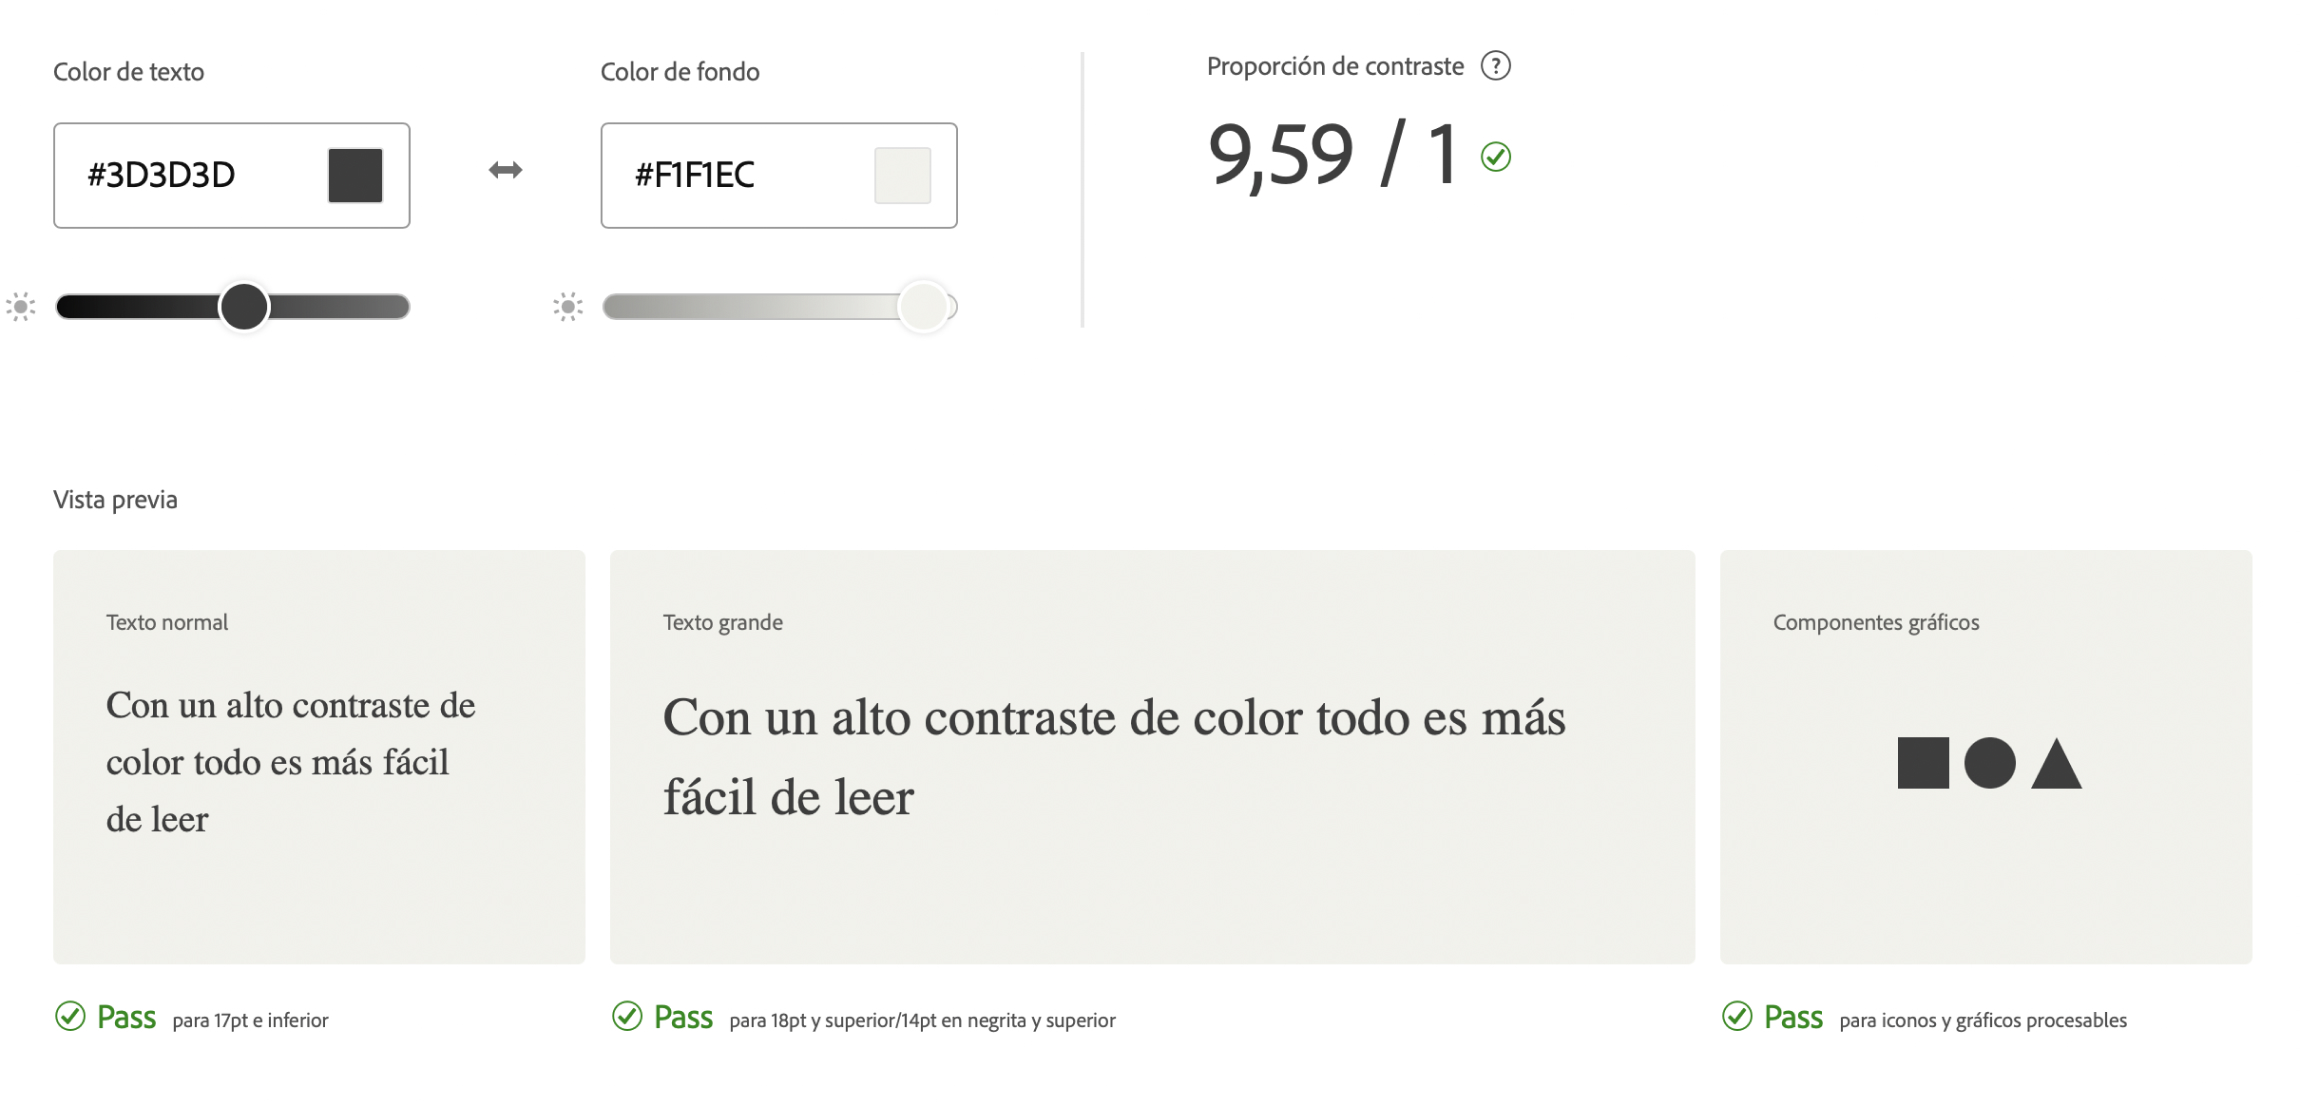 Color de texto
Color de fondo
Proporción de contraste ?
#3D3D3D
#F1F1EC
9,59 / 1
Vista previa
Texto normal
Con un alto contraste de
color todo es más fácil
de leer
Texto grande
Con un alto contraste de color todo es más
fácil de leer
Componentes gráficos
Pass para 17pt e inferior
Pass para 18pt y superior/14pt en negrita y superior
Pass para iconos y gráficos procesables